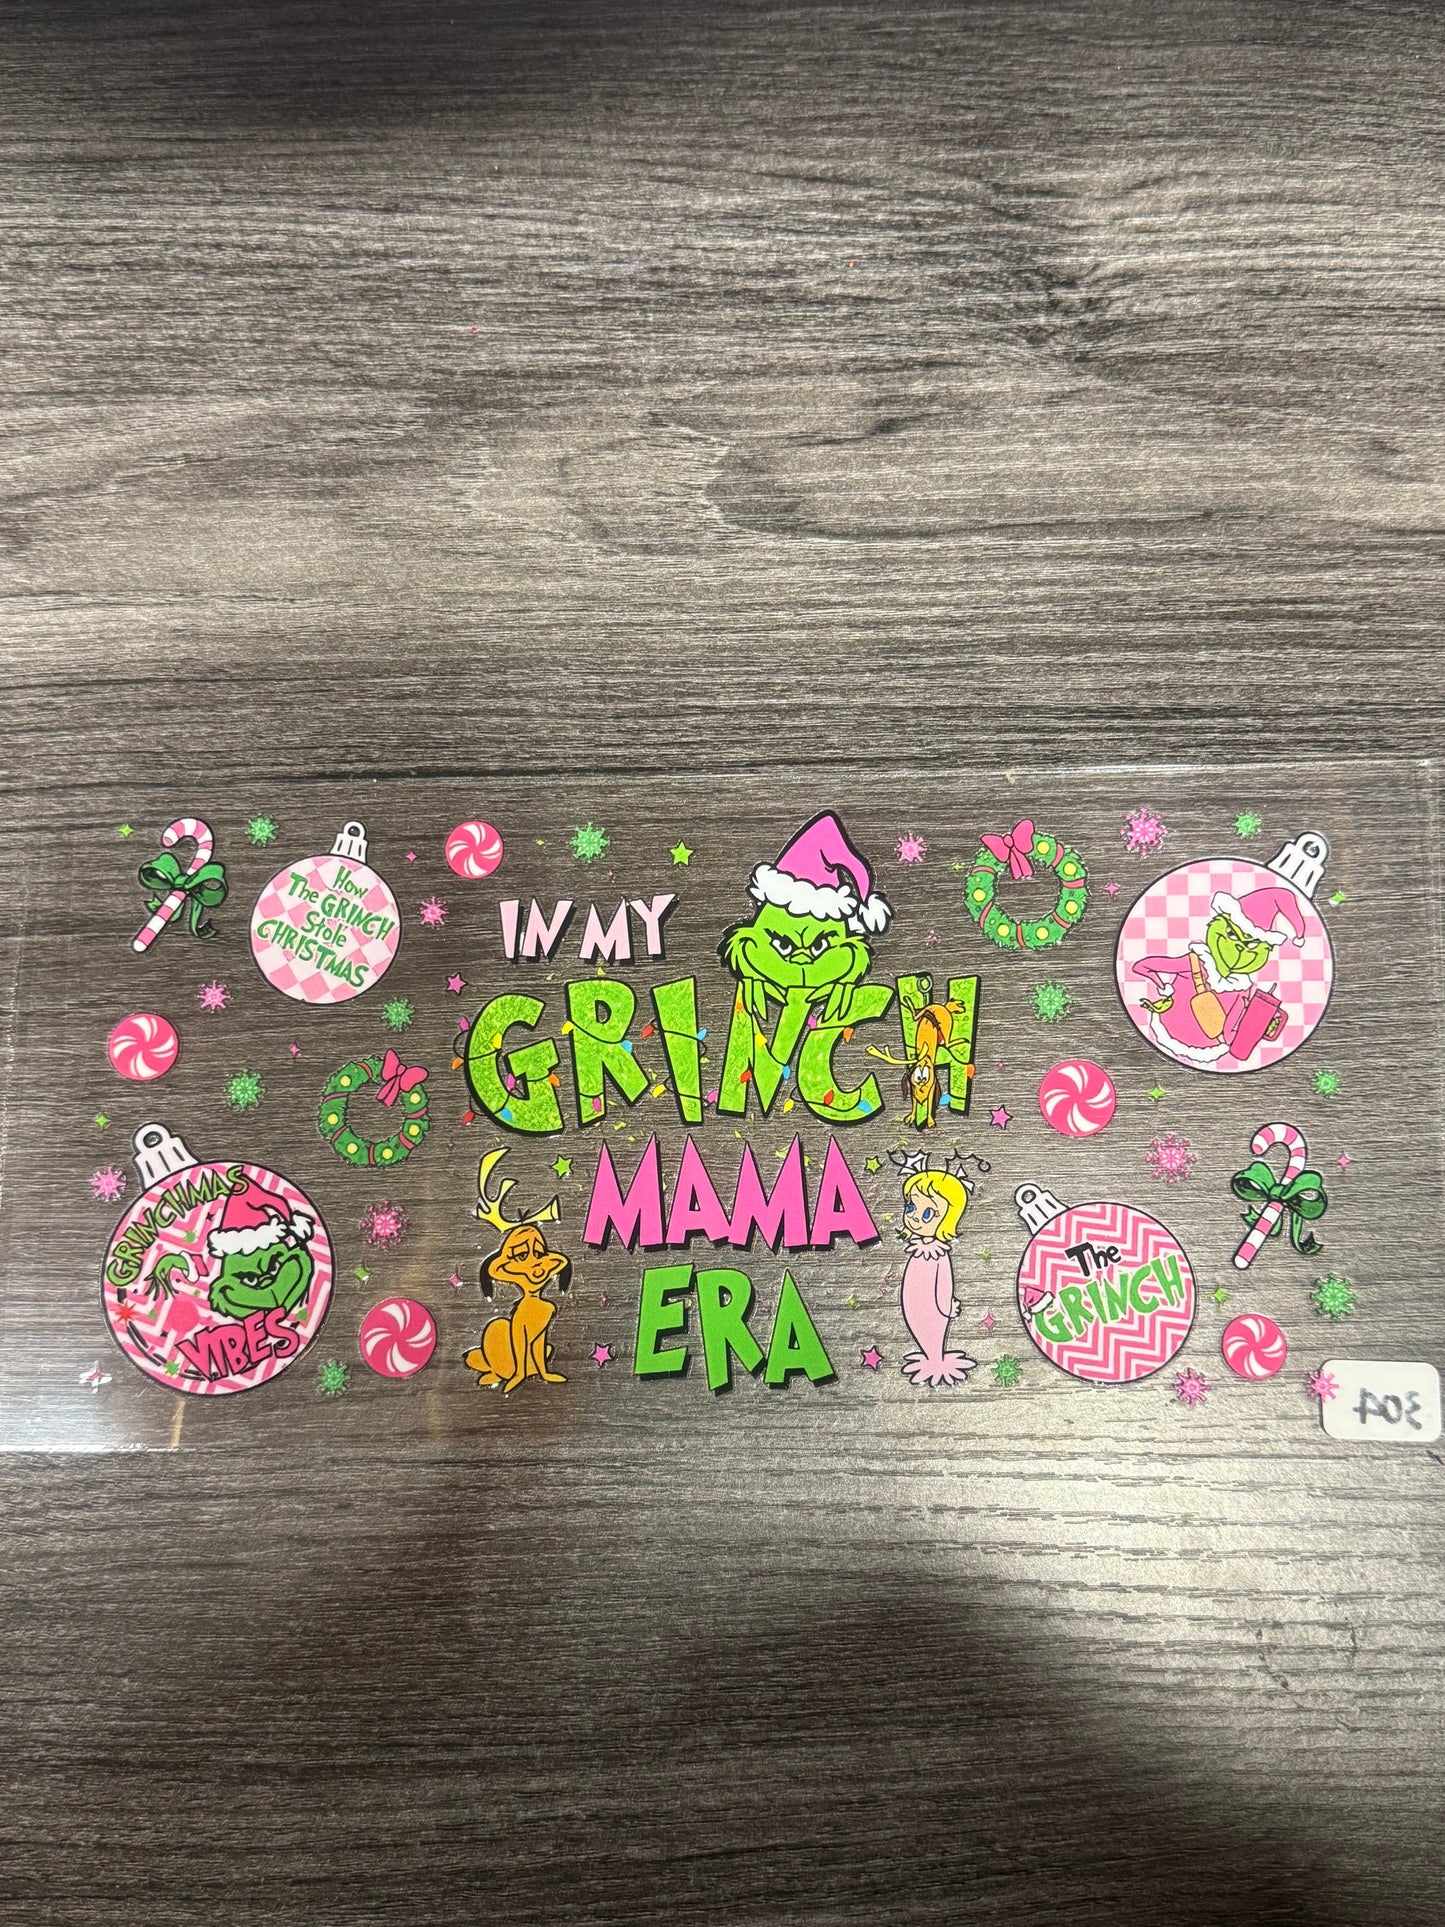 IN MY
GRINCH
MAMA
ERA
How
The GRINCH
Stole
CHRISTMAS
GRINCHMAS
VIBES
The
GRINCH
304